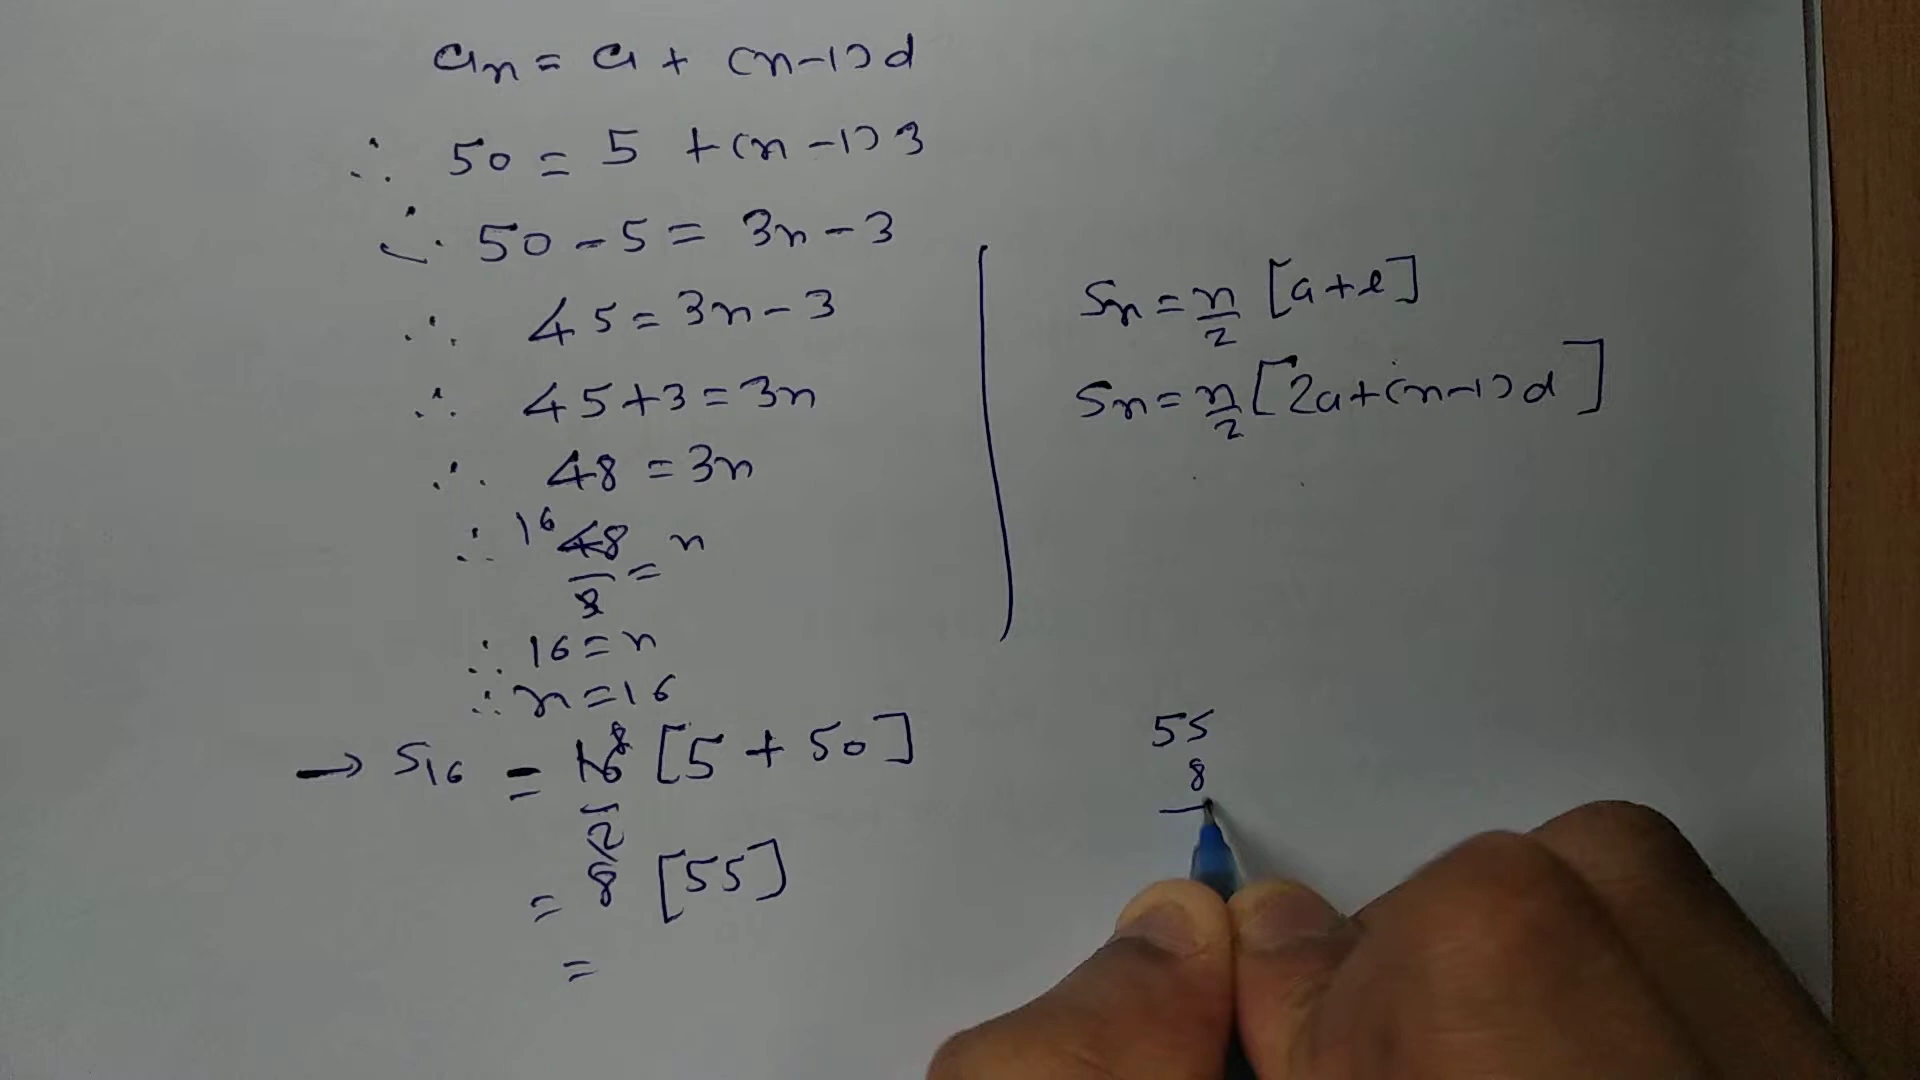 an = a + (n-1)d
∴ 50 = 5 + (n-1)3
∴ 50 - 5 = 3n - 3
∴ 45 = 3n - 3
∴ 45 + 3 = 3n
∴ 48 = 3n
∴ 16 48/3 = n
∴ 16 = n
∴ n = 16
→ S16 = 16/2 8 [5 + 50]
= 8 [55]
=
Sn = n/2 [a + l]
Sn = n/2 [2a + (n-1)d]
55
8